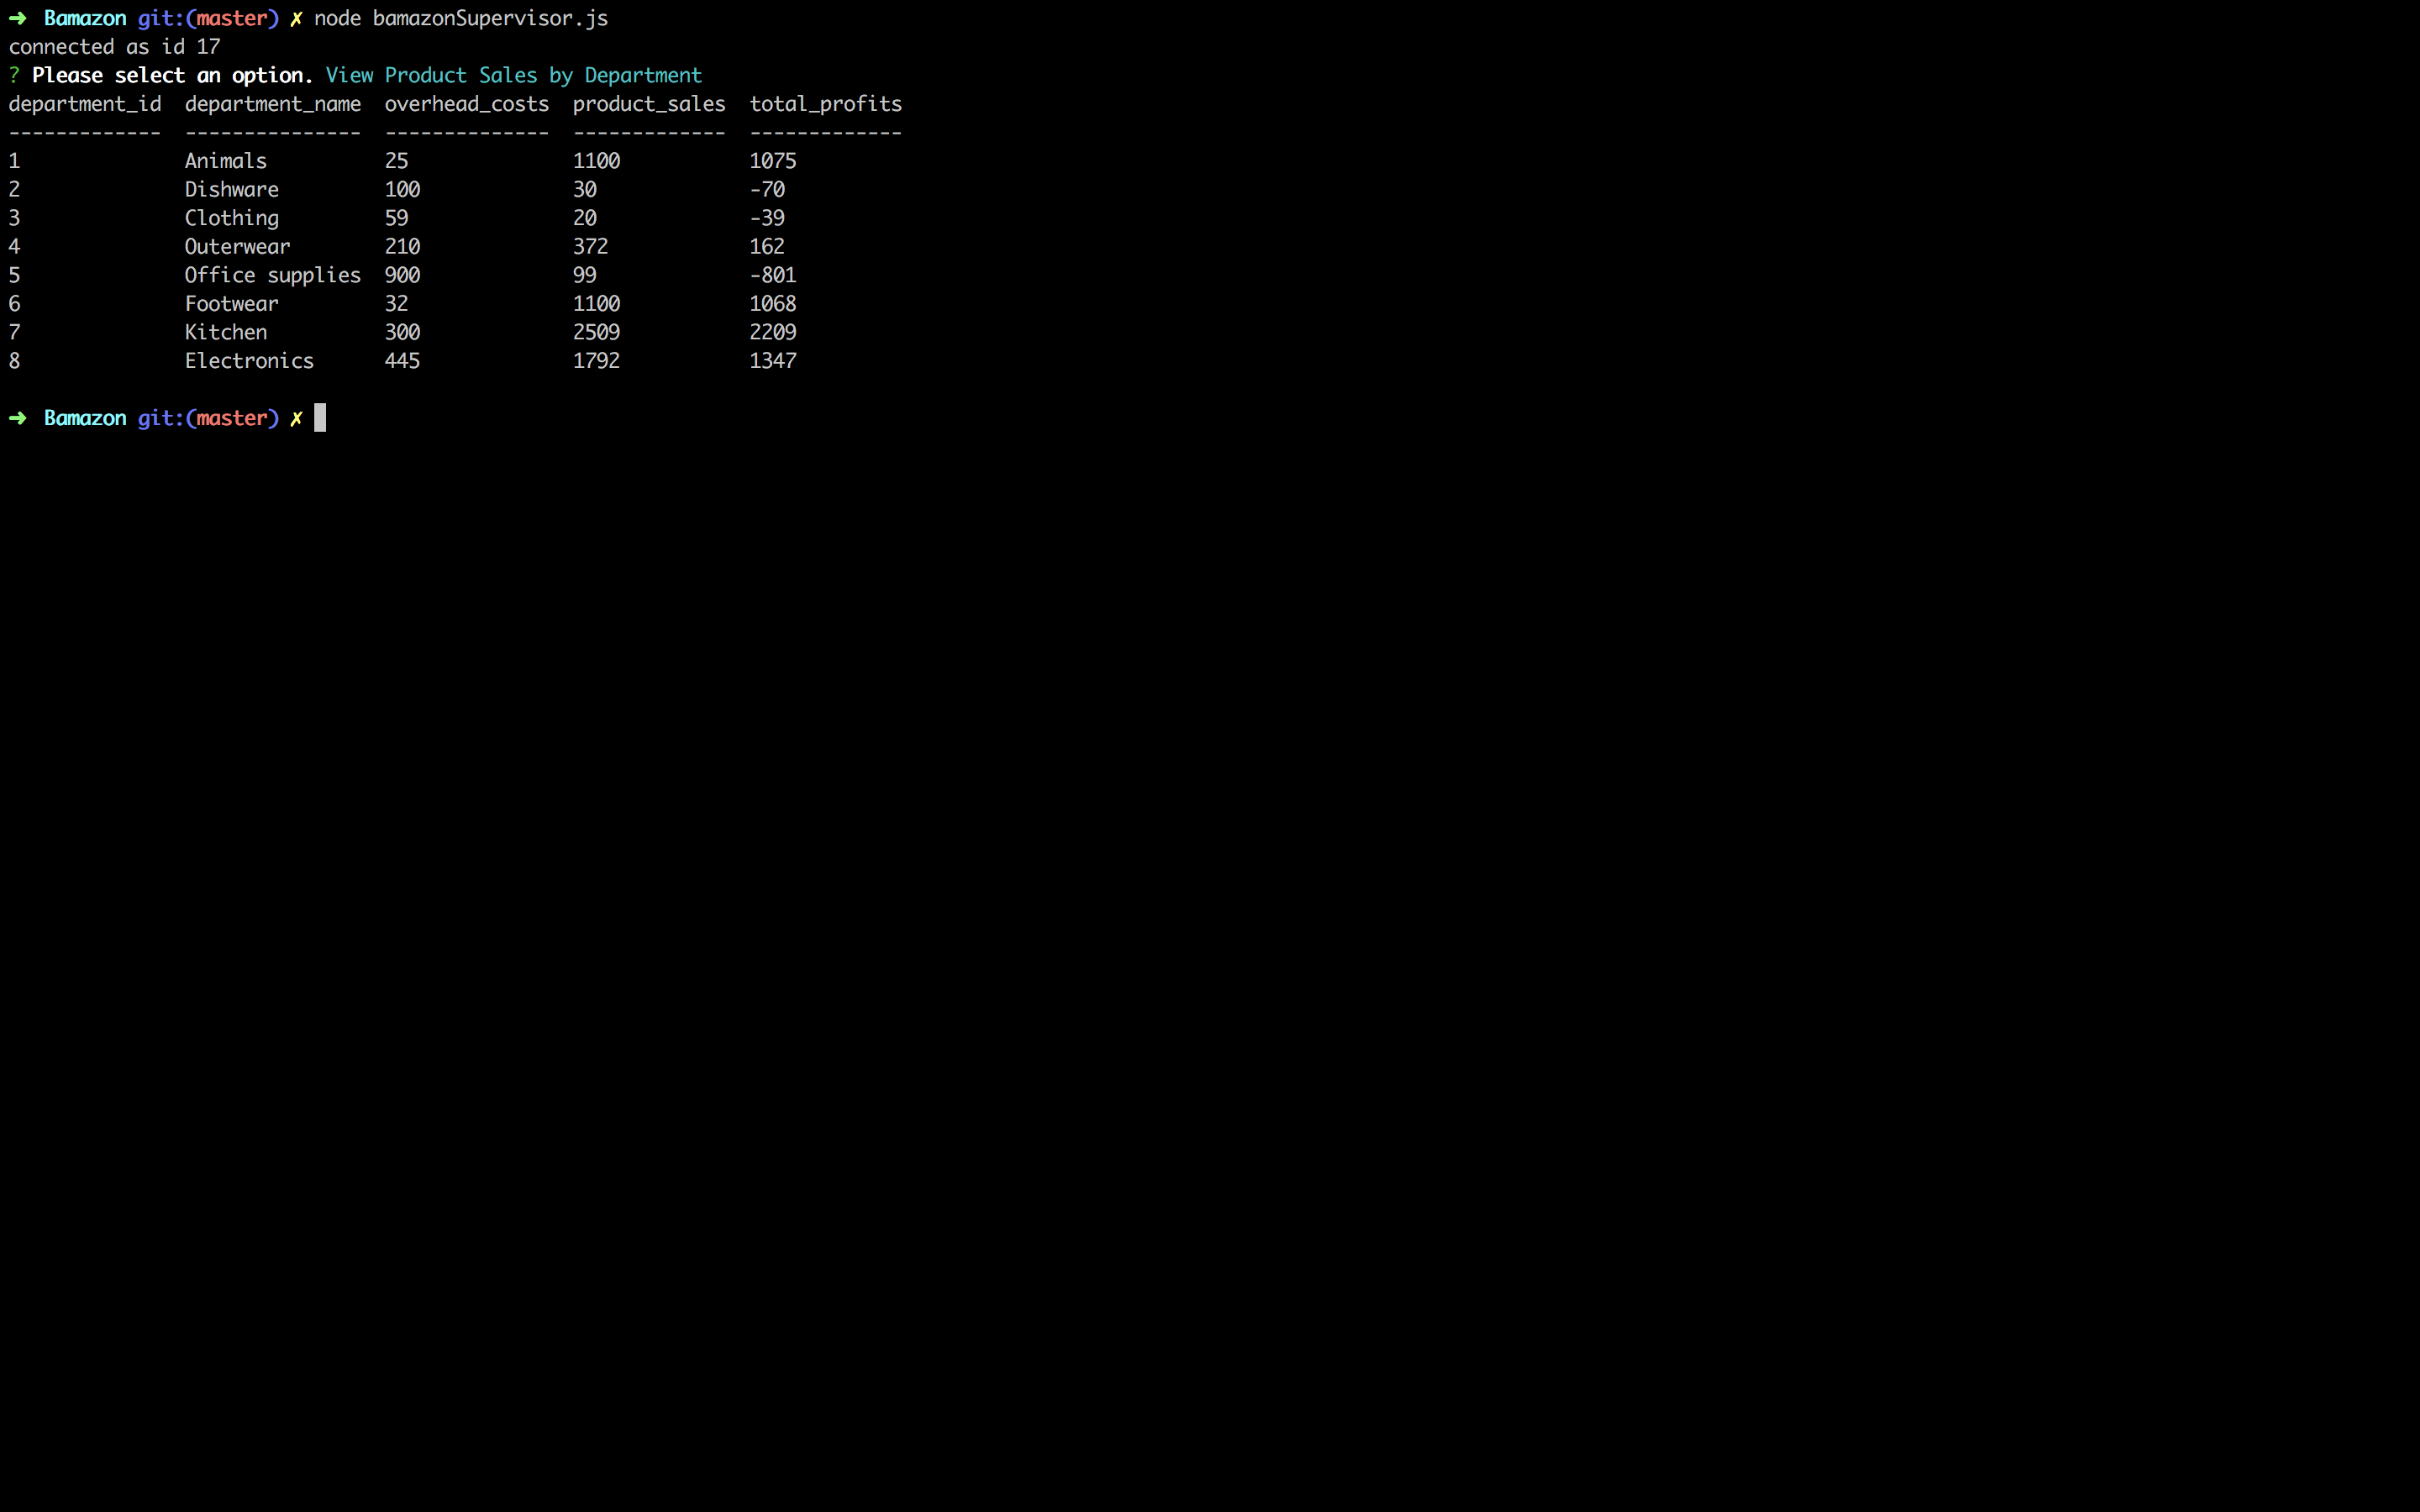 ➜  Bamazon git:(master) ✗ node bamazonSupervisor.js
connected as id 17
? Please select an option. View Product Sales by Department
department_id  department_name  overhead_costs  product_sales  total_profits
-------------  ---------------  --------------  -------------  -------------
1              Animals          25              1100           1075
2              Dishware         100             30             -70
3              Clothing         59              20             -39
4              Outerwear        210             372            162
5              Office supplies  900             99             -801
6              Footwear         32              1100           1068
7              Kitchen          300             2509           2209
8              Electronics      445             1792           1347
➜  Bamazon git:(master) ✗